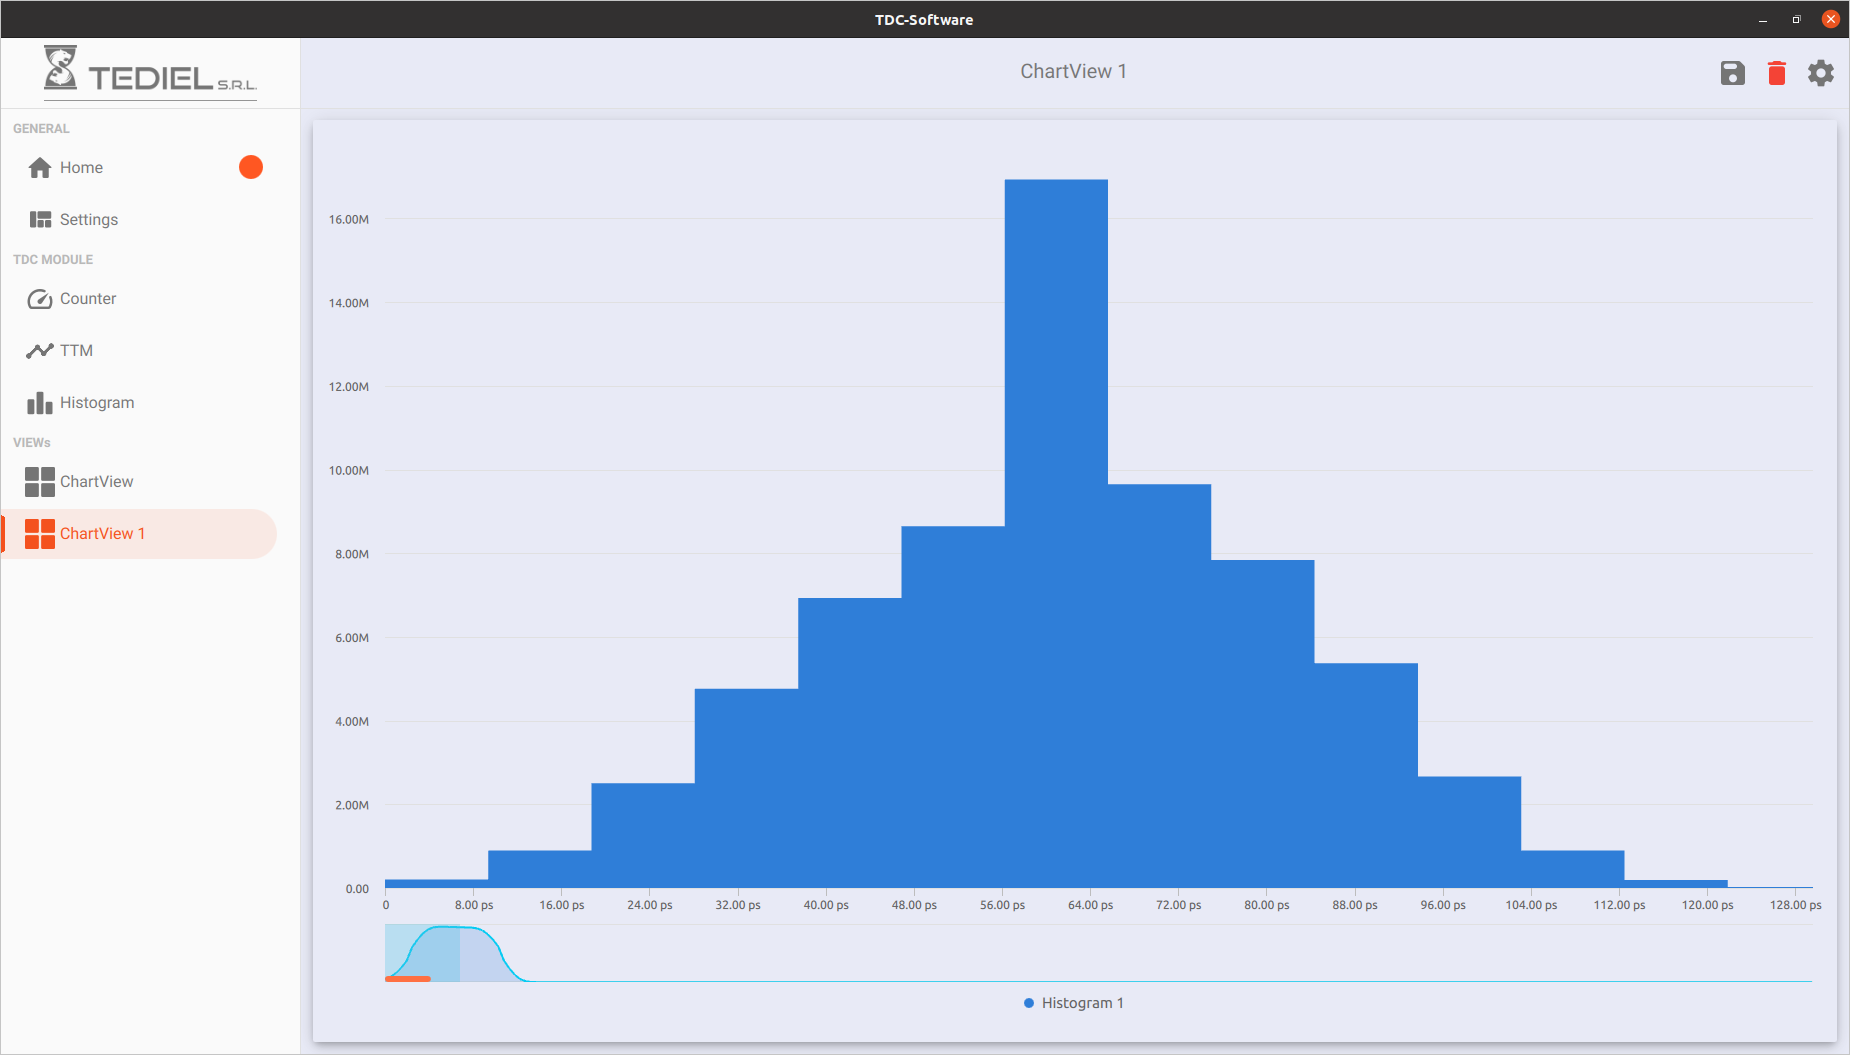 TDC-Software
TEDIEL S.R.L.
ChartView 1
GENERAL
Home
Settings
TDC MODULE
Counter
TTM
Histogram
VIEWs
ChartView
ChartView 1
16.00M
14.00M
12.00M
10.00M
8.00M
6.00M
4.00M
2.00M
0.00
0 8.00 ps 16.00 ps 24.00 ps 32.00 ps 40.00 ps 48.00 ps 56.00 ps 64.00 ps 72.00 ps 80.00 ps 88.00 ps 96.00 ps 104.00 ps 112.00 ps 120.00 ps 128.00 ps
Histogram 1